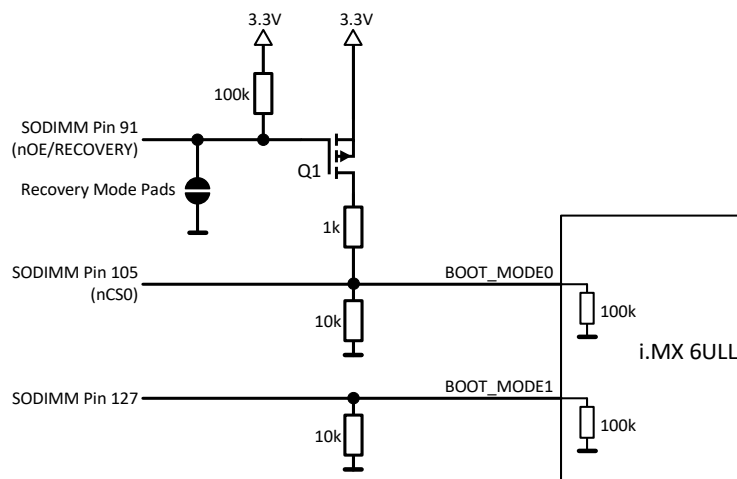 3.3V
3.3V
100k
SODIMM Pin 91
(nOE/RECOVERY)
Q1
Recovery Mode Pads
1k
SODIMM Pin 105
(nCS0)
BOOT_MODE0
10k
100k
i.MX 6ULL
SODIMM Pin 127
BOOT_MODE1
10k
100k